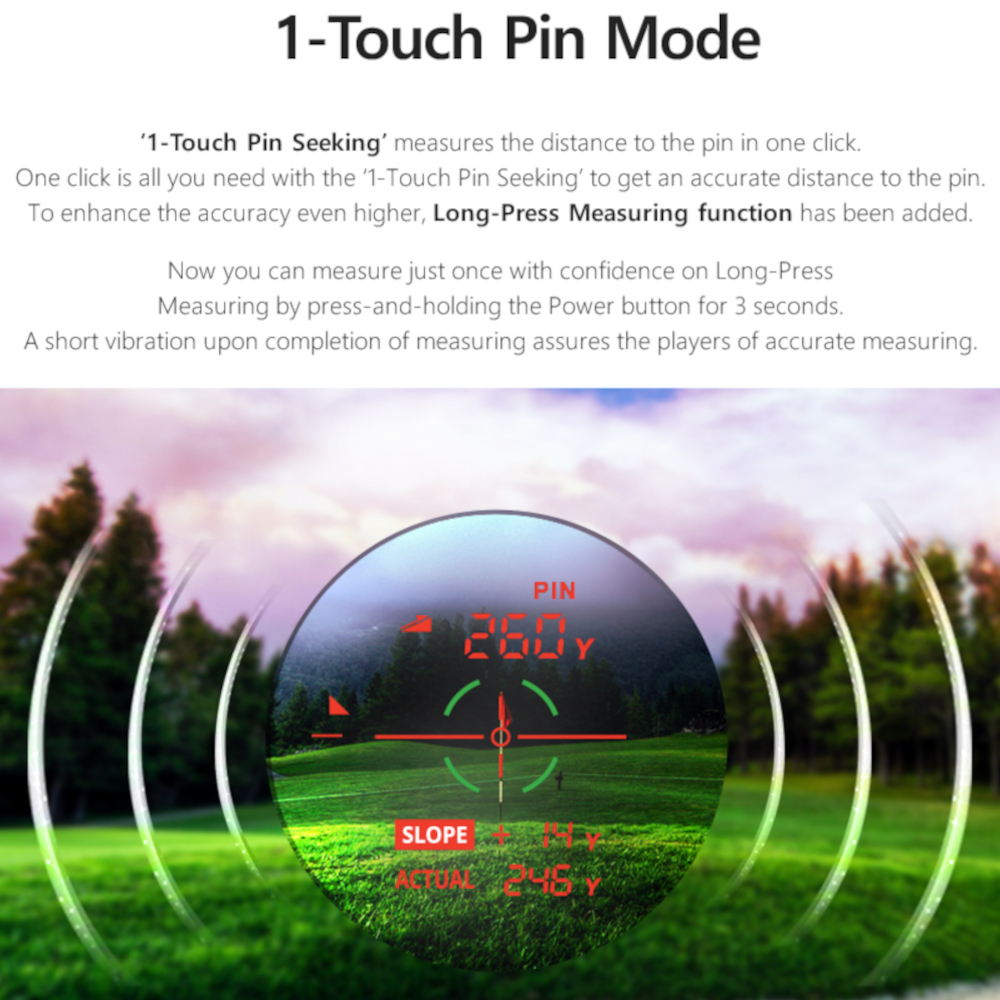 1-Touch Pin Mode
'1-Touch Pin Seeking' measures the distance to the pin in one click.
One click is all you need with the '1-Touch Pin Seeking' to get an accurate distance to the pin.
To enhance the accuracy even higher, Long-Press Measuring function has been added.
Now you can measure just once with confidence on Long-Press
Measuring by press-and-holding the Power button for 3 seconds.
A short vibration upon completion of measuring assures the players of accurate measuring.
PIN
260 Y
SLOPE + 14 Y
ACTUAL 246 Y